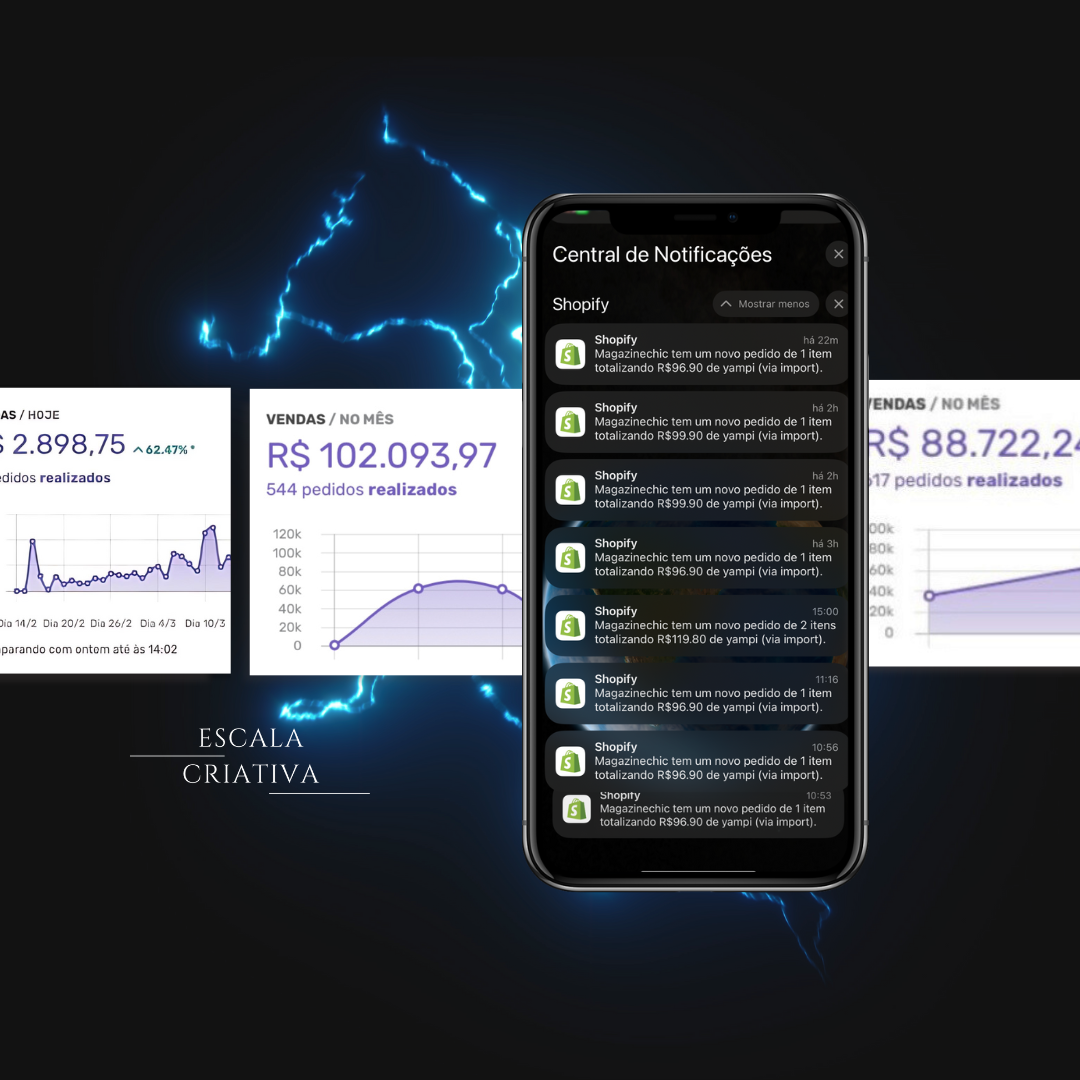 AS / HOJE
2.898,75 62.47% *
realizados
Dia 14/2 Dia 20/2 Dia 26/2 Dia 4/3 Dia 10/3
parando com ontom até às 14:02
VENDAS / NO MÊS
R$ 102.093,97
544 pedidos realizados
120k
100k
80k
60k
40k
20k
0
ESCALA
CRIATIVA
Central de Notificações
Shopify
Mostrar menos
Shopify há 22m
Magazinechic tem um novo pedido de 1 item
totalizando R$96.90 de yampi (via import).
Shopify há 2h
Magazinechic tem um novo pedido de 1 item
totalizando R$99.90 de yampi (via import).
Shopify há 2h
Magazinechic tem um novo pedido de 1 item
totalizando R$99.90 de yampi (via import).
Shopify há 3h
Magazinechic tem um novo pedido de 1 item
totalizando R$96.90 de yampi (via import).
Shopify 15:00
Magazinechic tem um novo pedido de 2 itens
totalizando R$119.80 de yampi (via import).
Shopify 11:16
Magazinechic tem um novo pedido de 1 item
totalizando R$96.90 de yampi (via import).
Shopify 10:56
Magazinechic tem um novo pedido de 1 item
totalizando R$96.90 de yampi (via import).
Shopify 10:53
Magazinechic tem um novo pedido de 1 item
totalizando R$96.90 de yampi (via import).
VENDAS / NO MÊS
R$ 88.722,24
617 pedidos realizados
00k
80k
60k
40k
20k
0